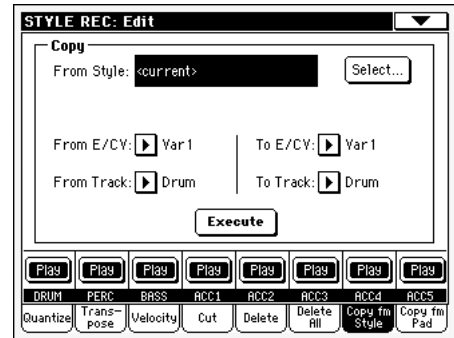 STYLE REC: Edit
Copy
From Style: <current> Select...
From E/CV: Var1 To E/CV: Var1
From Track: Drum To Track: Drum
Execute
Play Play Play Play Play Play Play Play
DRUM PERC BASS ACC1 ACC2 ACC3 ACC4 ACC5
Quantize Trans- Velocity Cut Delete Delete Copy fm Copy fm
pose All Style Pad